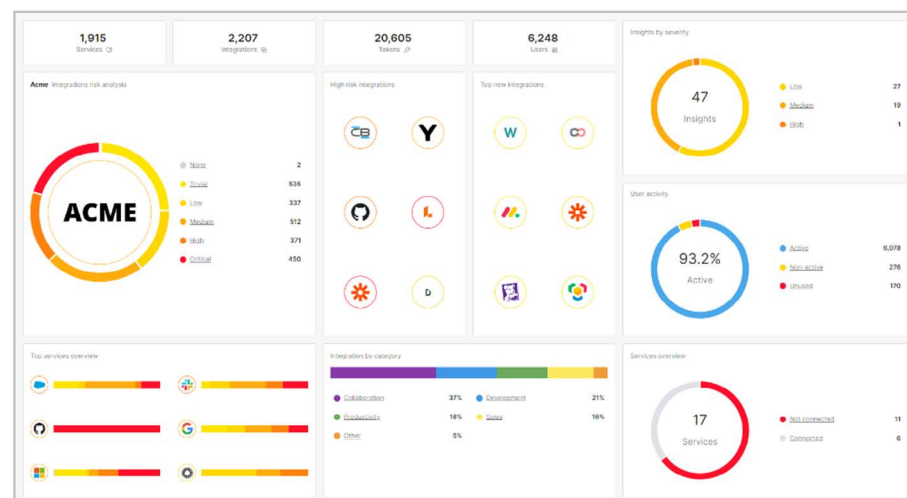 1,915
Services
2,207
Integrations
20,605
Tokens
6,248
Users
Acme Integrations risk analysis
ACME
None 2
Trivial 535
Low 337
Medium 512
High 371
Critical 450
High risk integrations
CB
Y
L
D
Top new integrations
W
Insights by severity
47
Insights
Low 27
Medium 19
High 1
User activity
93.2%
Active
Active 6,078
Non active 276
Unused 170
Top services overview
Integration by category
Collaboration 37%
Development 21%
Productivity 18%
Sales 16%
Other 5%
Services overview
17
Services
Not connected 11
Connected 6